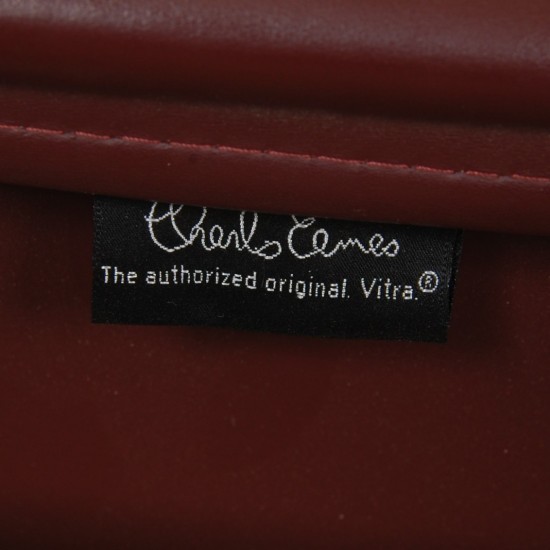 Charles Eames
The authorized original. Vitra.®